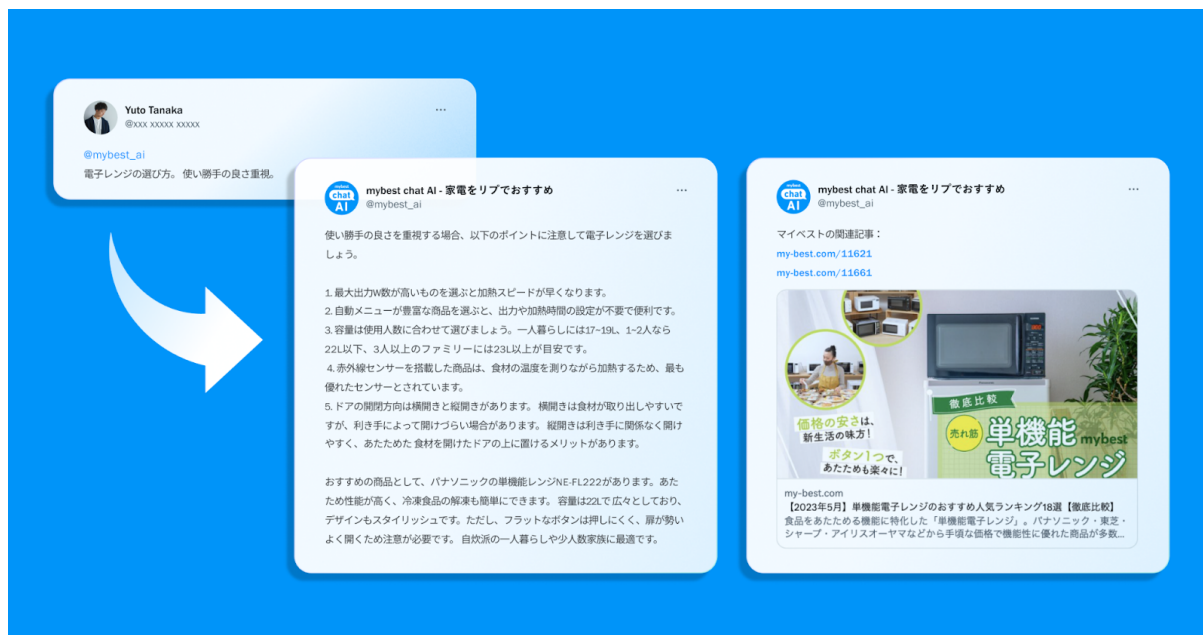 Yuto Tanaka
@xxx xxxxx xxxxx
@mybest_ai
電子レンジの選び方。使い勝手の良さ重視。
mybest
chat
AI
mybest chat AI - 家電をリプでおすすめ
@mybest_ai
使い勝手の良さを重視する場合、以下のポイントに注意して電子レンジを選びま
しょう。
1. 最大出力W数が高いものを選ぶと加熱スピードが早くなります。
2. 自動メニューが豊富な商品を選ぶと、出力や加熱時間の設定が不要で便利です。
3. 容量は使用人数に合わせて選びましょう。一人暮らしには17~19L、1~2人なら
22L以下、3人以上のファミリーには23L以上が目安です。
4. 赤外線センサーを搭載した商品は、食材の温度を測りながら加熱するため、最も
優れたセンサーとされています。
5. ドアの開閉方向は横開きと縦開きがあります。 横開きは食材が取り出しやすいで
すが、利き手によって開けづらい場合があります。 縦開きは利き手に関係なく開け
やすく、あたためた 食材を開けたドアの上に置けるメリットがあります。
おすすめの商品として、パナソニックの単機能レンジNE-FL222があります。あた
ため性能が高く、冷凍食品の解凍も簡単にできます。 容量は22Lで 広々としており、
デザインもスタイリッシュです。ただし、フラットなボタンは押しにくく、扉が勢い
よく開くため注意が必要です。 自炊派の一人暮らしや少人数家族に最適です。
mybest
chat
AI
mybest chat AI - 家電をリプでおすすめ
@mybest_ai
マイベストの関連記事：
my-best.com/11621
my-best.com/11661
価格の安さは、
新生活の味方！
ボタン1つで、
あたためも楽々に！
徹底比較
売れ筋
単機能
mybest
電子レンジ
my-best.com
【2023年5月】単機能電子レンジのおすすめ人気ランキング18選【徹底比較】
食品をあたためる機能に特化した「単機能電子レンジ」。パナソニック・東芝・
シャープ・アイリスオーヤマなどから手頃な価格で機能性に優れた商品が多数...